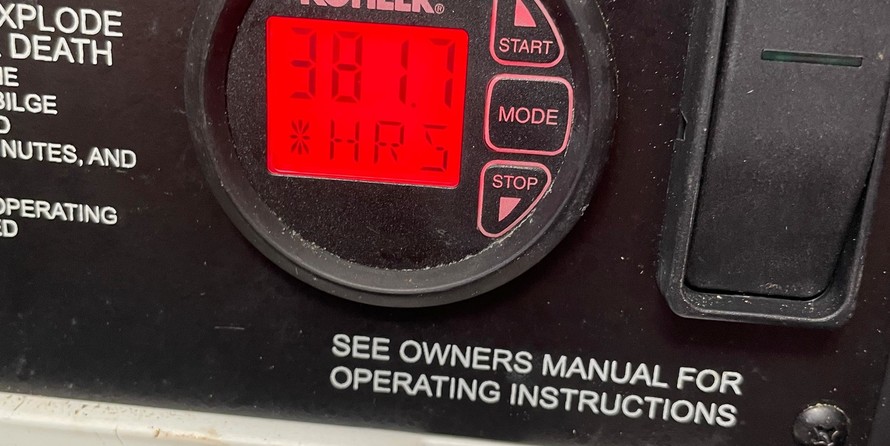 XPLODE
DEATH
KOHLER®
START
381.7
*HRS
MODE
STOP
BILGE
NUTES, AND
OPERATING
ED
SEE OWNERS MANUAL FOR
OPERATING INSTRUCTIONS